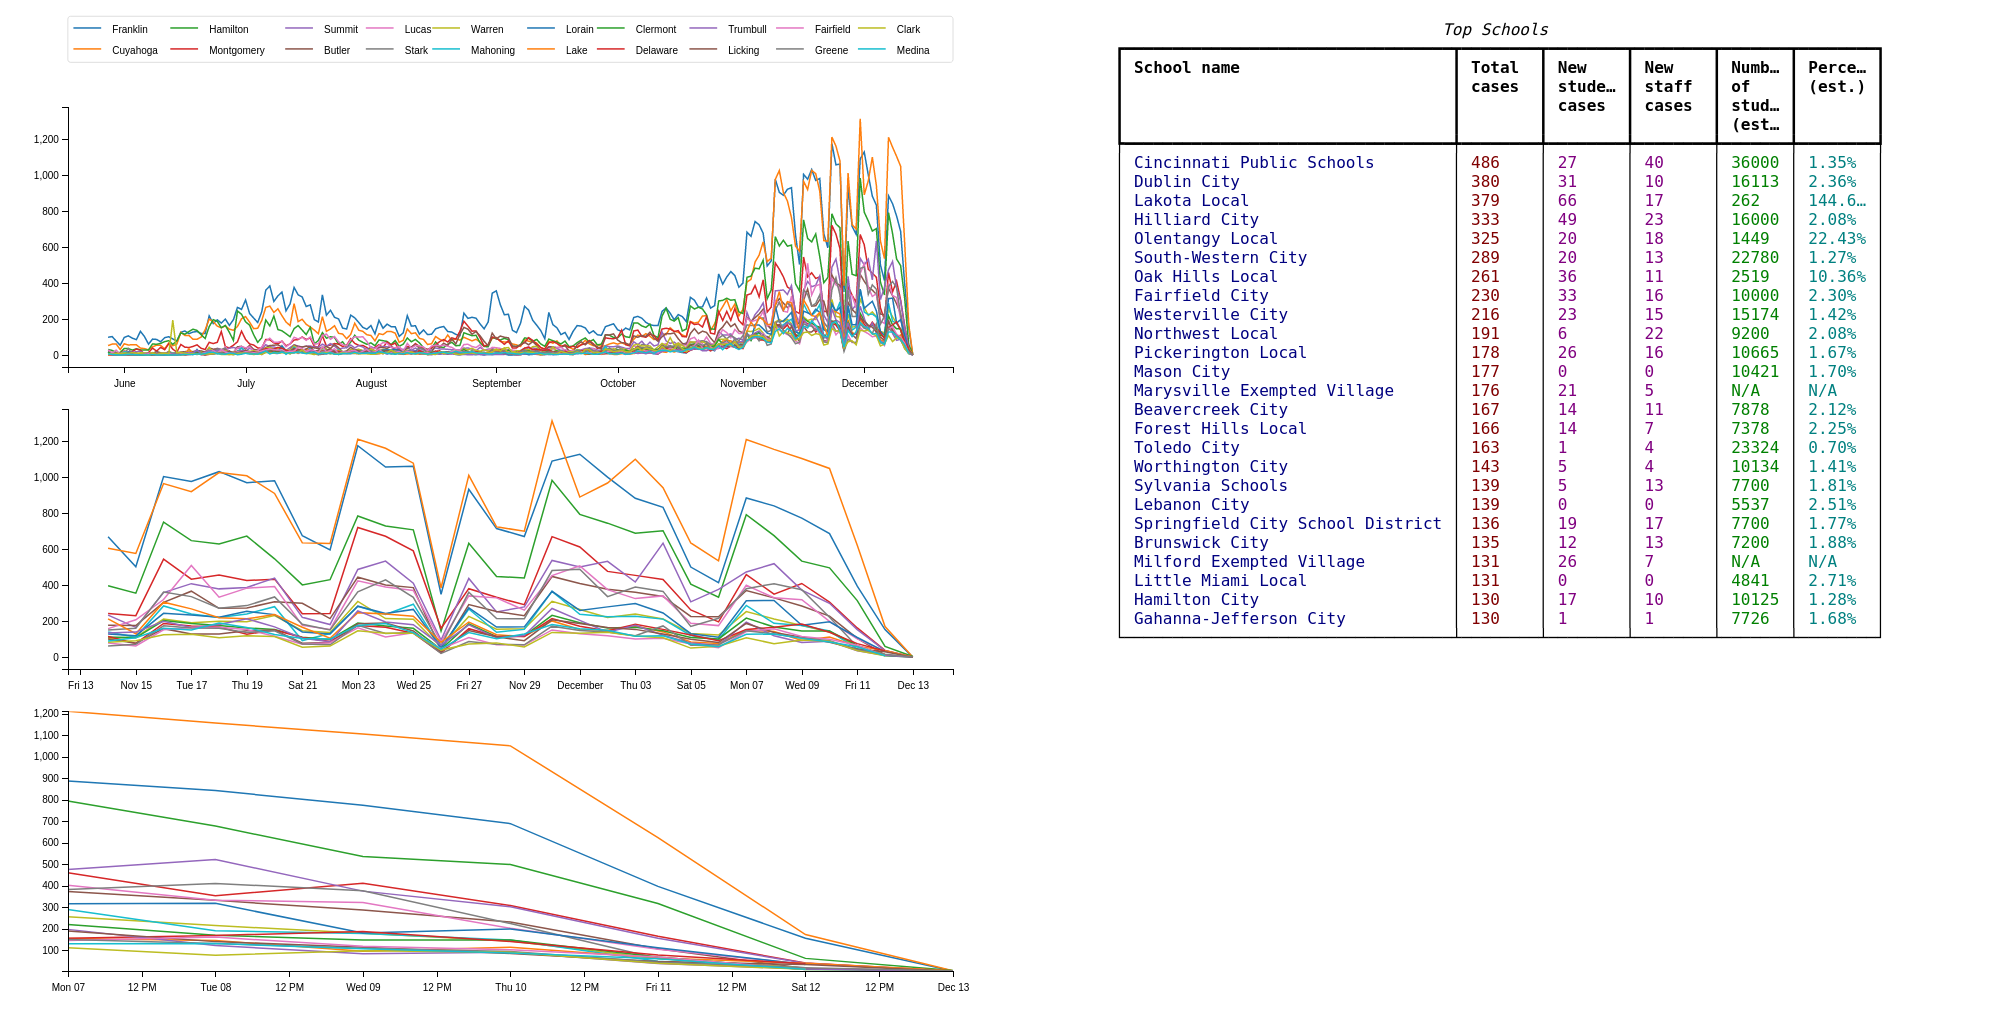 Franklin Hamilton Summit Lucas Warren Lorain Clermont Trumbull Fairfield Clark
Cuyahoga Montgomery Butler Stark Mahoning Lake Delaware Licking Greene Medina
1,200
1,000
800
600
400
200
0
June July August September October November December
1,200
1,000
800
600
400
200
0
Fri 13 Nov 15 Tue 17 Thu 19 Sat 21 Mon 23 Wed 25 Fri 27 Nov 29 December Thu 03 Sat 05 Mon 07 Wed 09 Fri 11 Dec 13
1,200
1,100
1,000
900
800
700
600
500
400
300
200
100
Mon 07 12 PM Tue 08 12 PM Wed 09 12 PM Thu 10 12 PM Fri 11 12 PM Sat 12 12 PM Dec 13
Top Schools
School name Total New New Numb… Perce…
cases stude… staff of (est.)
cases cases stud…
(est…
Cincinnati Public Schools 486 27 40 36000 1.35%
Dublin City 380 31 10 16113 2.36%
Lakota Local 379 66 17 262 144.6…
Hilliard City 333 49 23 16000 2.08%
Olentangy Local 325 20 18 1449 22.43%
South-Western City 289 20 13 22780 1.27%
Oak Hills Local 261 36 11 2519 10.36%
Fairfield City 230 33 16 10000 2.30%
Westerville City 216 23 15 15174 1.42%
Northwest Local 191 6 22 9200 2.08%
Pickerington Local 178 26 16 10665 1.67%
Mason City 177 0 0 10421 1.70%
Marysville Exempted Village 176 21 5 N/A N/A
Beavercreek City 167 14 11 7878 2.12%
Forest Hills Local 166 14 7 7378 2.25%
Toledo City 163 1 4 23324 0.70%
Worthington City 143 5 4 10134 1.41%
Sylvania Schools 139 5 13 7700 1.81%
Lebanon City 139 0 0 5537 2.51%
Springfield City School District 136 19 17 7700 1.77%
Brunswick City 135 12 13 7200 1.88%
Milford Exempted Village 131 26 7 N/A N/A
Little Miami Local 131 0 0 4841 2.71%
Hamilton City 130 17 10 10125 1.28%
Gahanna-Jefferson City 130 1 1 7726 1.68%